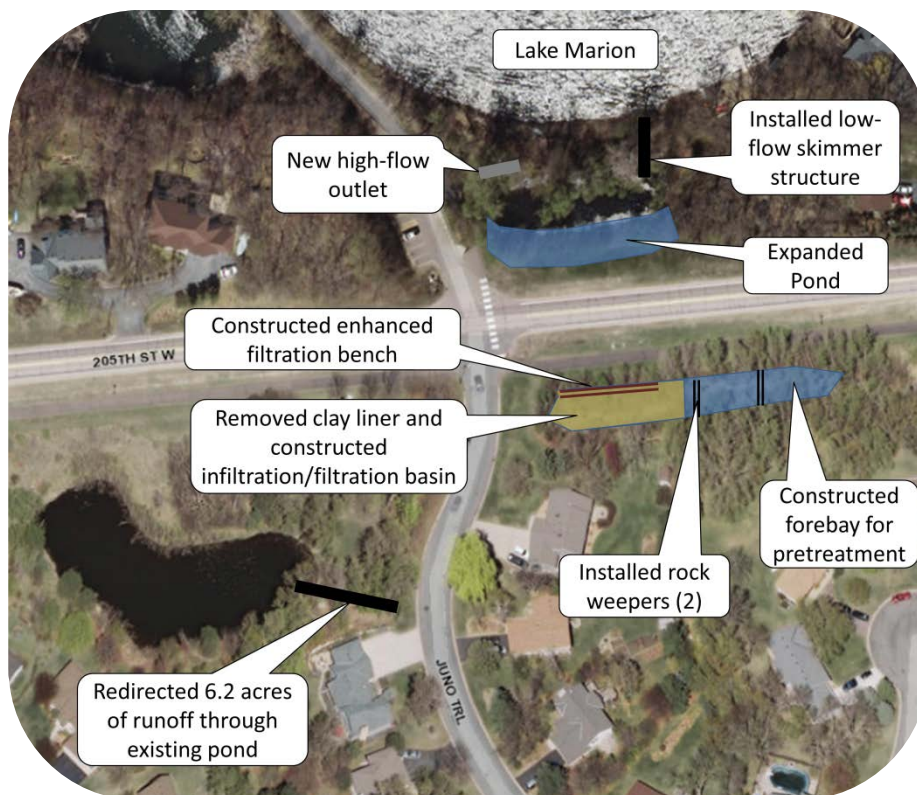 Lake Marion
Installed low-
flow skimmer
structure
New high-flow
outlet
Expanded
Pond
Constructed enhanced
filtration bench
205TH ST W
Removed clay liner and
constructed
infiltration/filtration basin
Constructed
forebay for
pretreatment
Installed rock
weepers (2)
Redirected 6.2 acres
of runoff through
existing pond
JUNO TRL